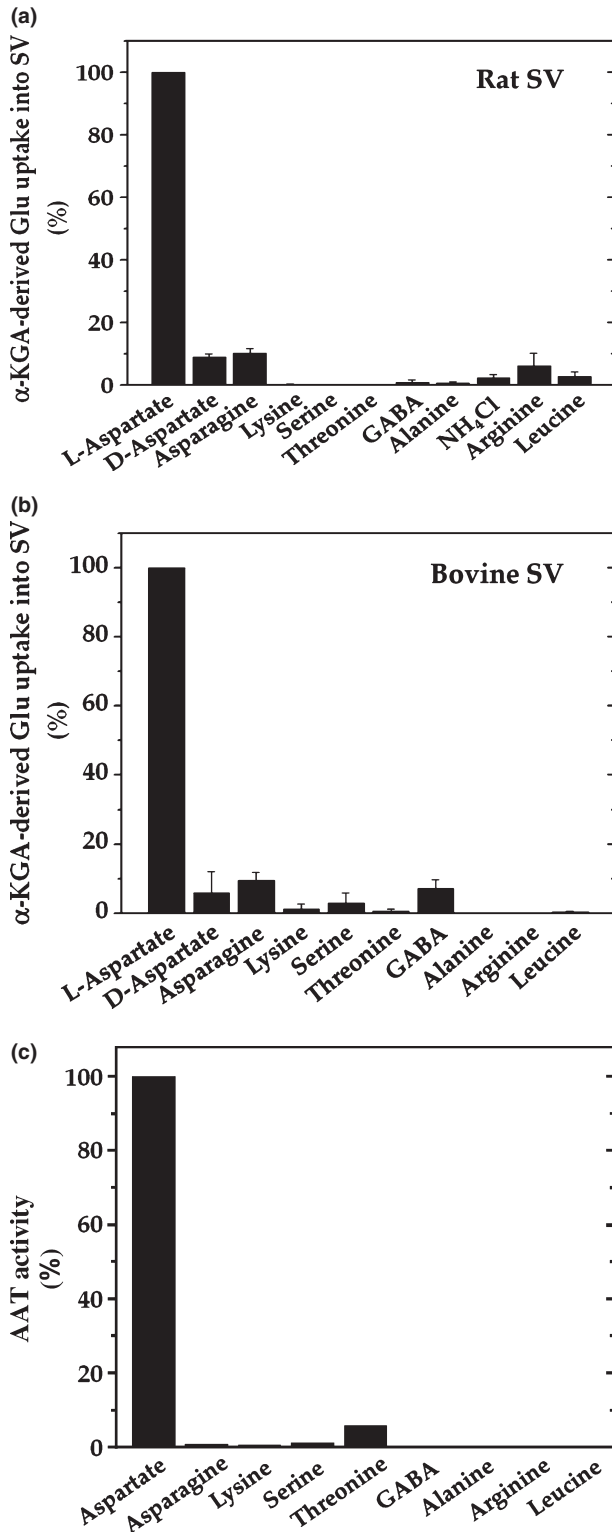 (a)
α-KGA-derived Glu uptake into SV
(%)
100
80
60
40
20
0
Rat SV
L-Aspartate
D-Aspartate
Asparagine
Lysine
Serine
Threonine
GABA
Alanine
NH₄Cl
Arginine
Leucine
(b)
α-KGA-derived Glu uptake into SV
(%)
100
80
60
40
20
0
Bovine SV
L-Aspartate
D-Aspartate
Asparagine
Lysine
Serine
Threonine
GABA
Alanine
Arginine
Leucine
(c)
AAT activity
(%)
100
80
60
40
20
0
Aspartate
Asparagine
Lysine
Serine
Threonine
GABA
Alanine
Arginine
Leucine